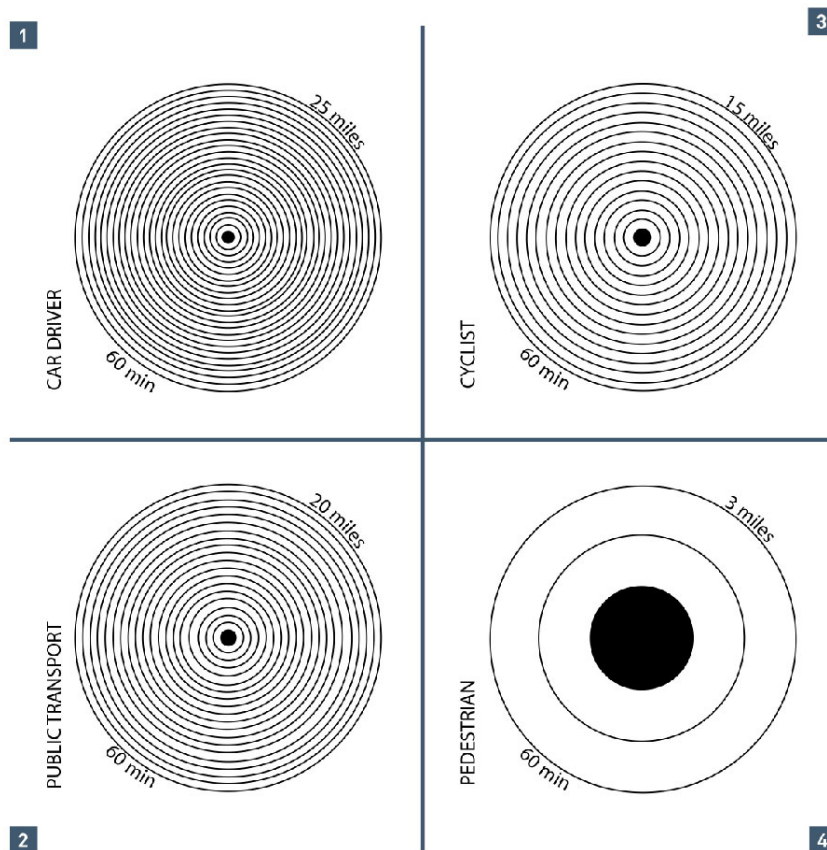 1
25 miles
CAR DRIVER
60 min
3
15 miles
CYCLIST
60 min
20 miles
PUBLIC TRANSPORT
60 min
2
3 miles
PEDESTRIAN
60 min
4